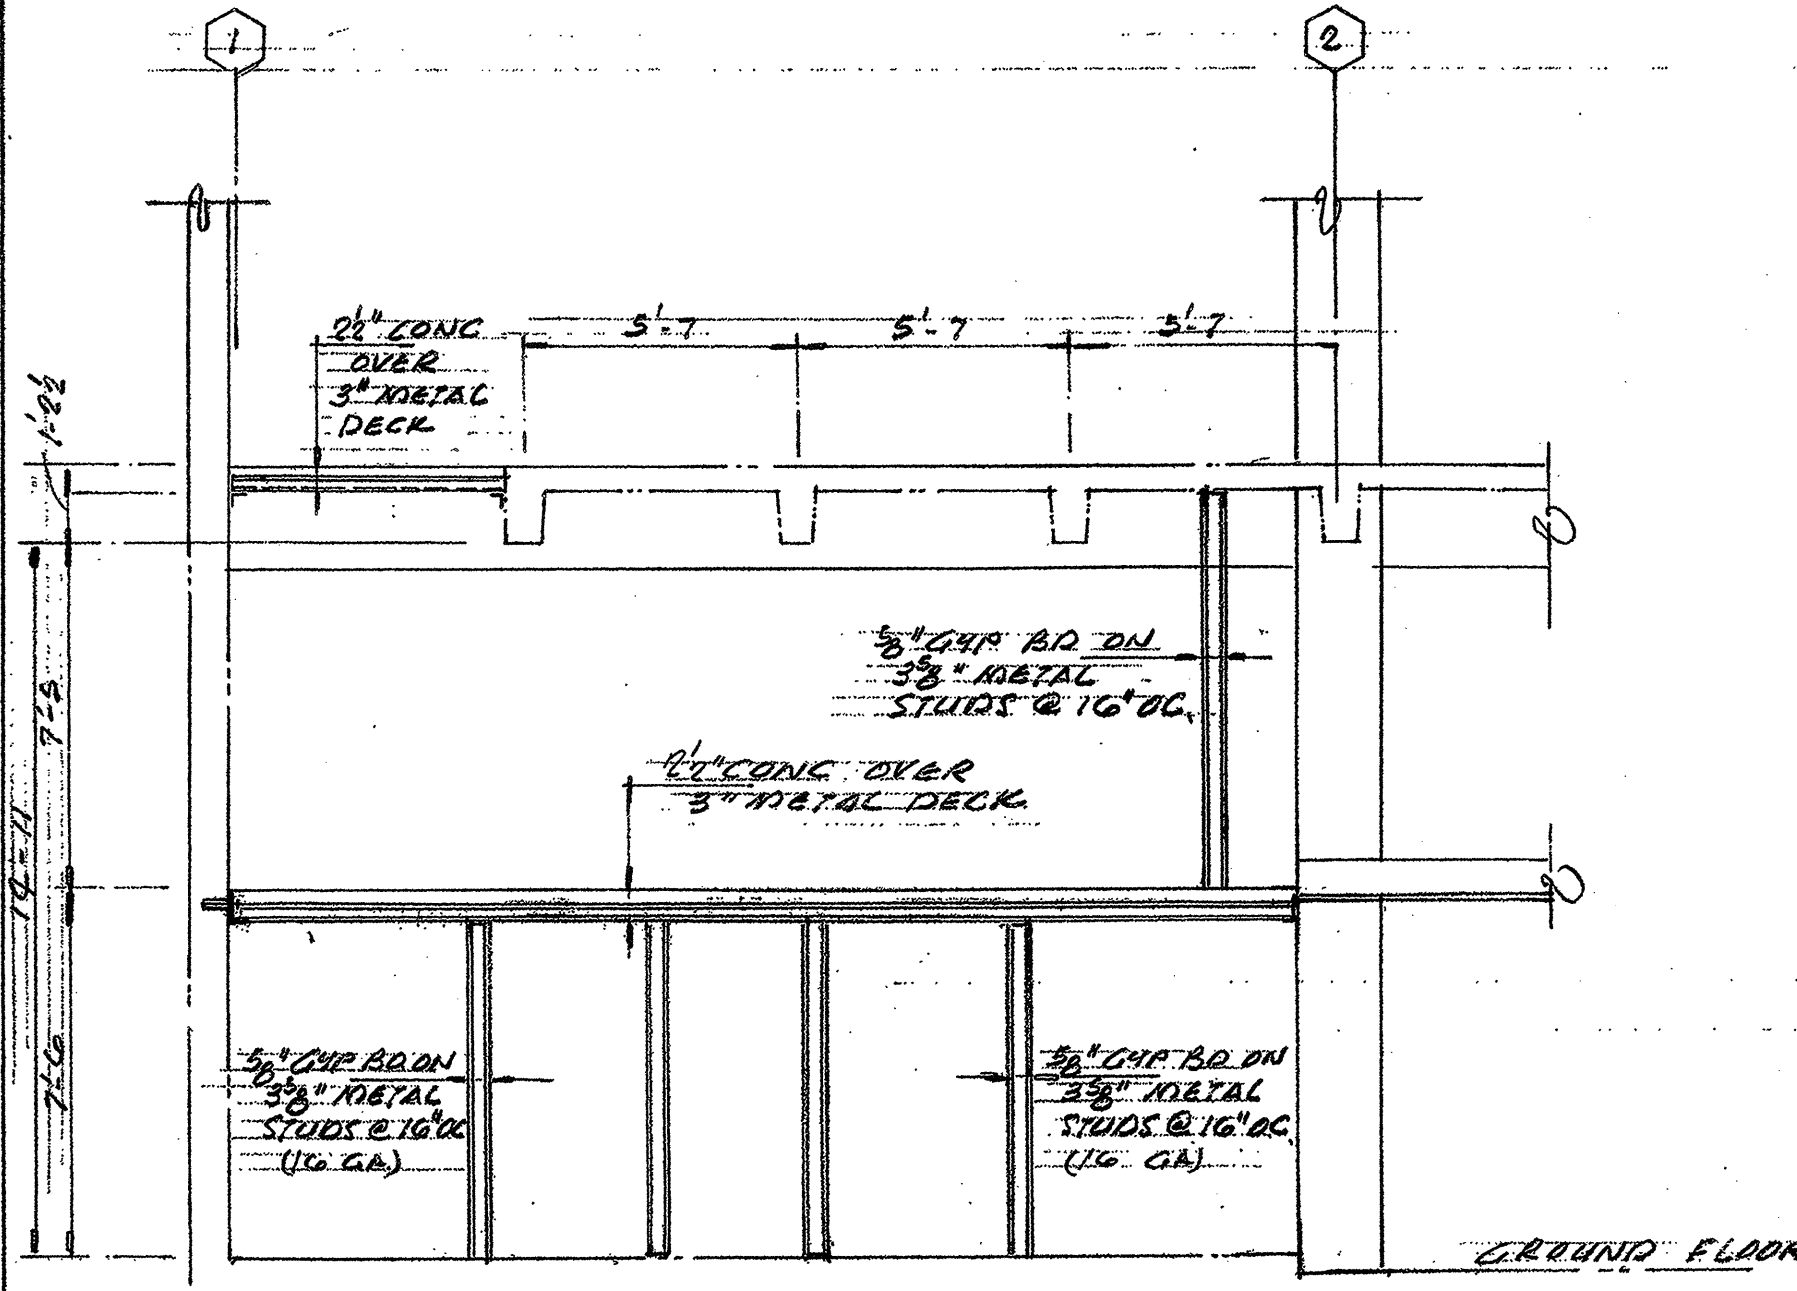 1
2
2½" CONC
OVER
3" METAL
DECK
5'-7
5'-7
5'-7
1'-2½
⅝" GYP BD ON
3⅝" METAL
STUDS @ 16" OC
7'-5
2½" CONC OVER
3" METAL DECK
14'-11
7'-6
⅝" GYP BD ON
3⅝" METAL
STUDS @ 16" OC
(16 GA)
⅝" GYP BD ON
3⅝" METAL
STUDS @ 16" OC
(16 GA)
GROUND FLOOR